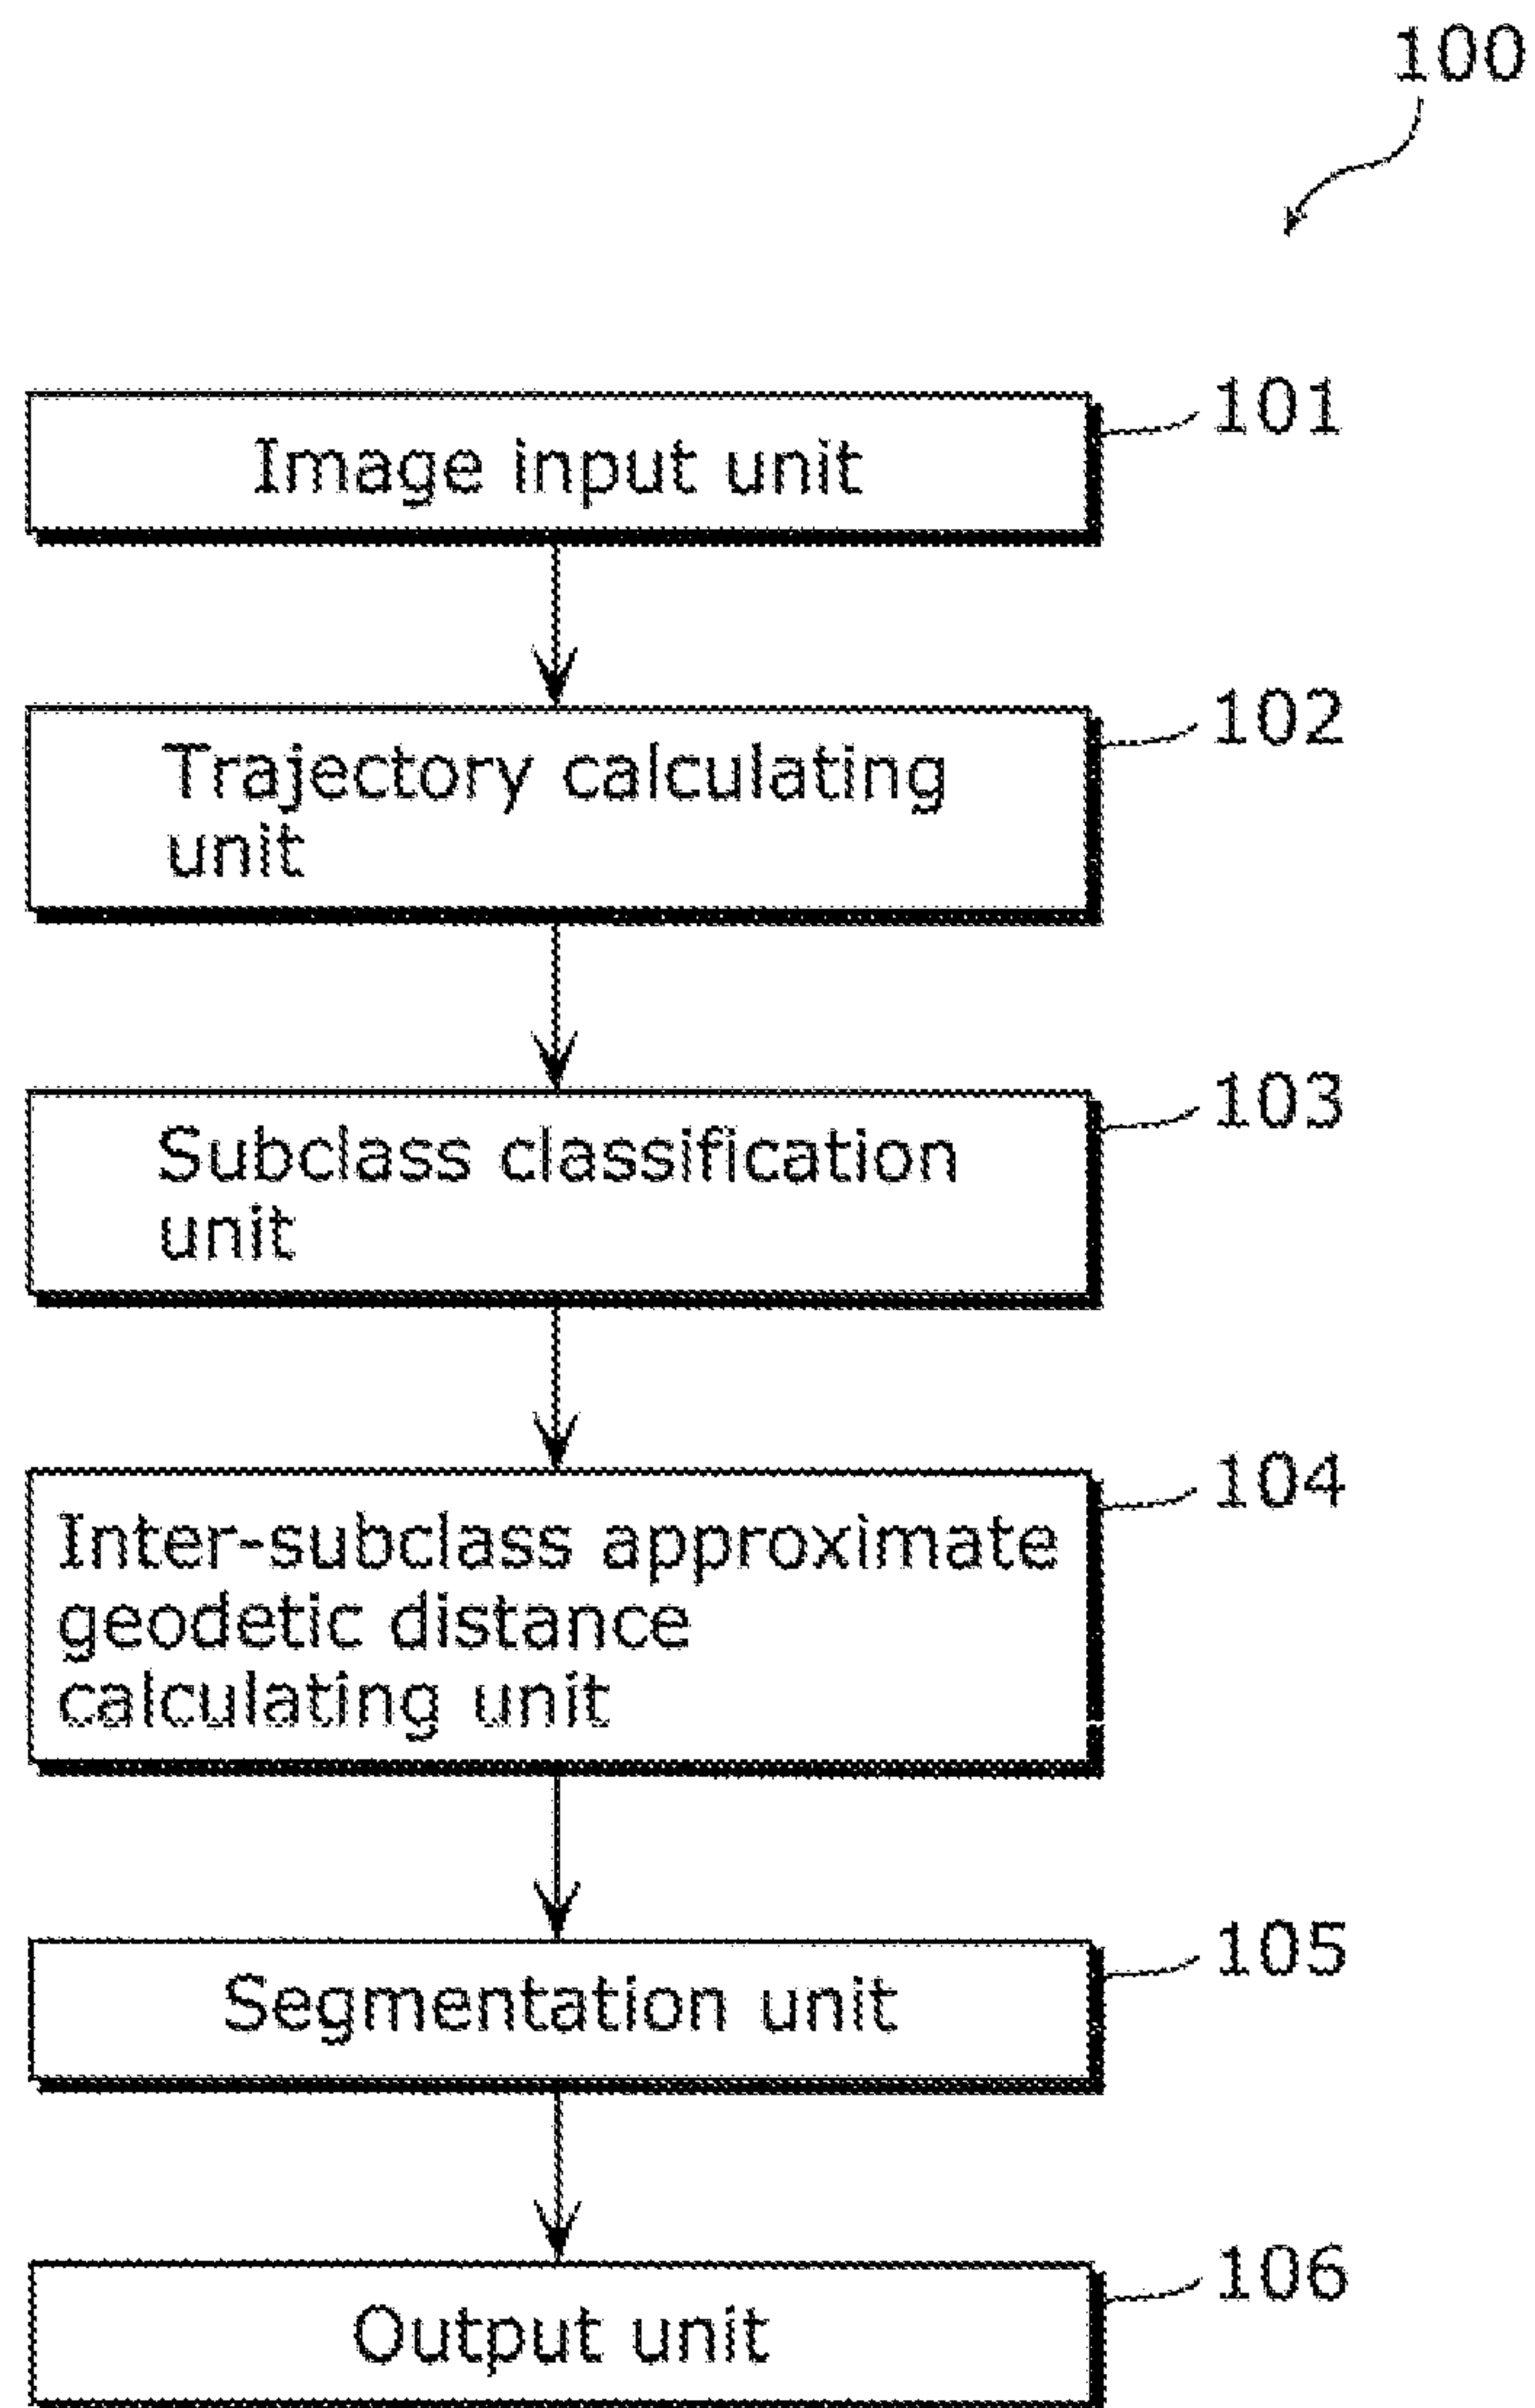 100
Image input unit
101
Trajectory calculating
unit
102
Subclass classification
unit
103
Inter-subclass approximate
geodetic distance
calculating unit
104
Segmentation unit
105
Output unit
106